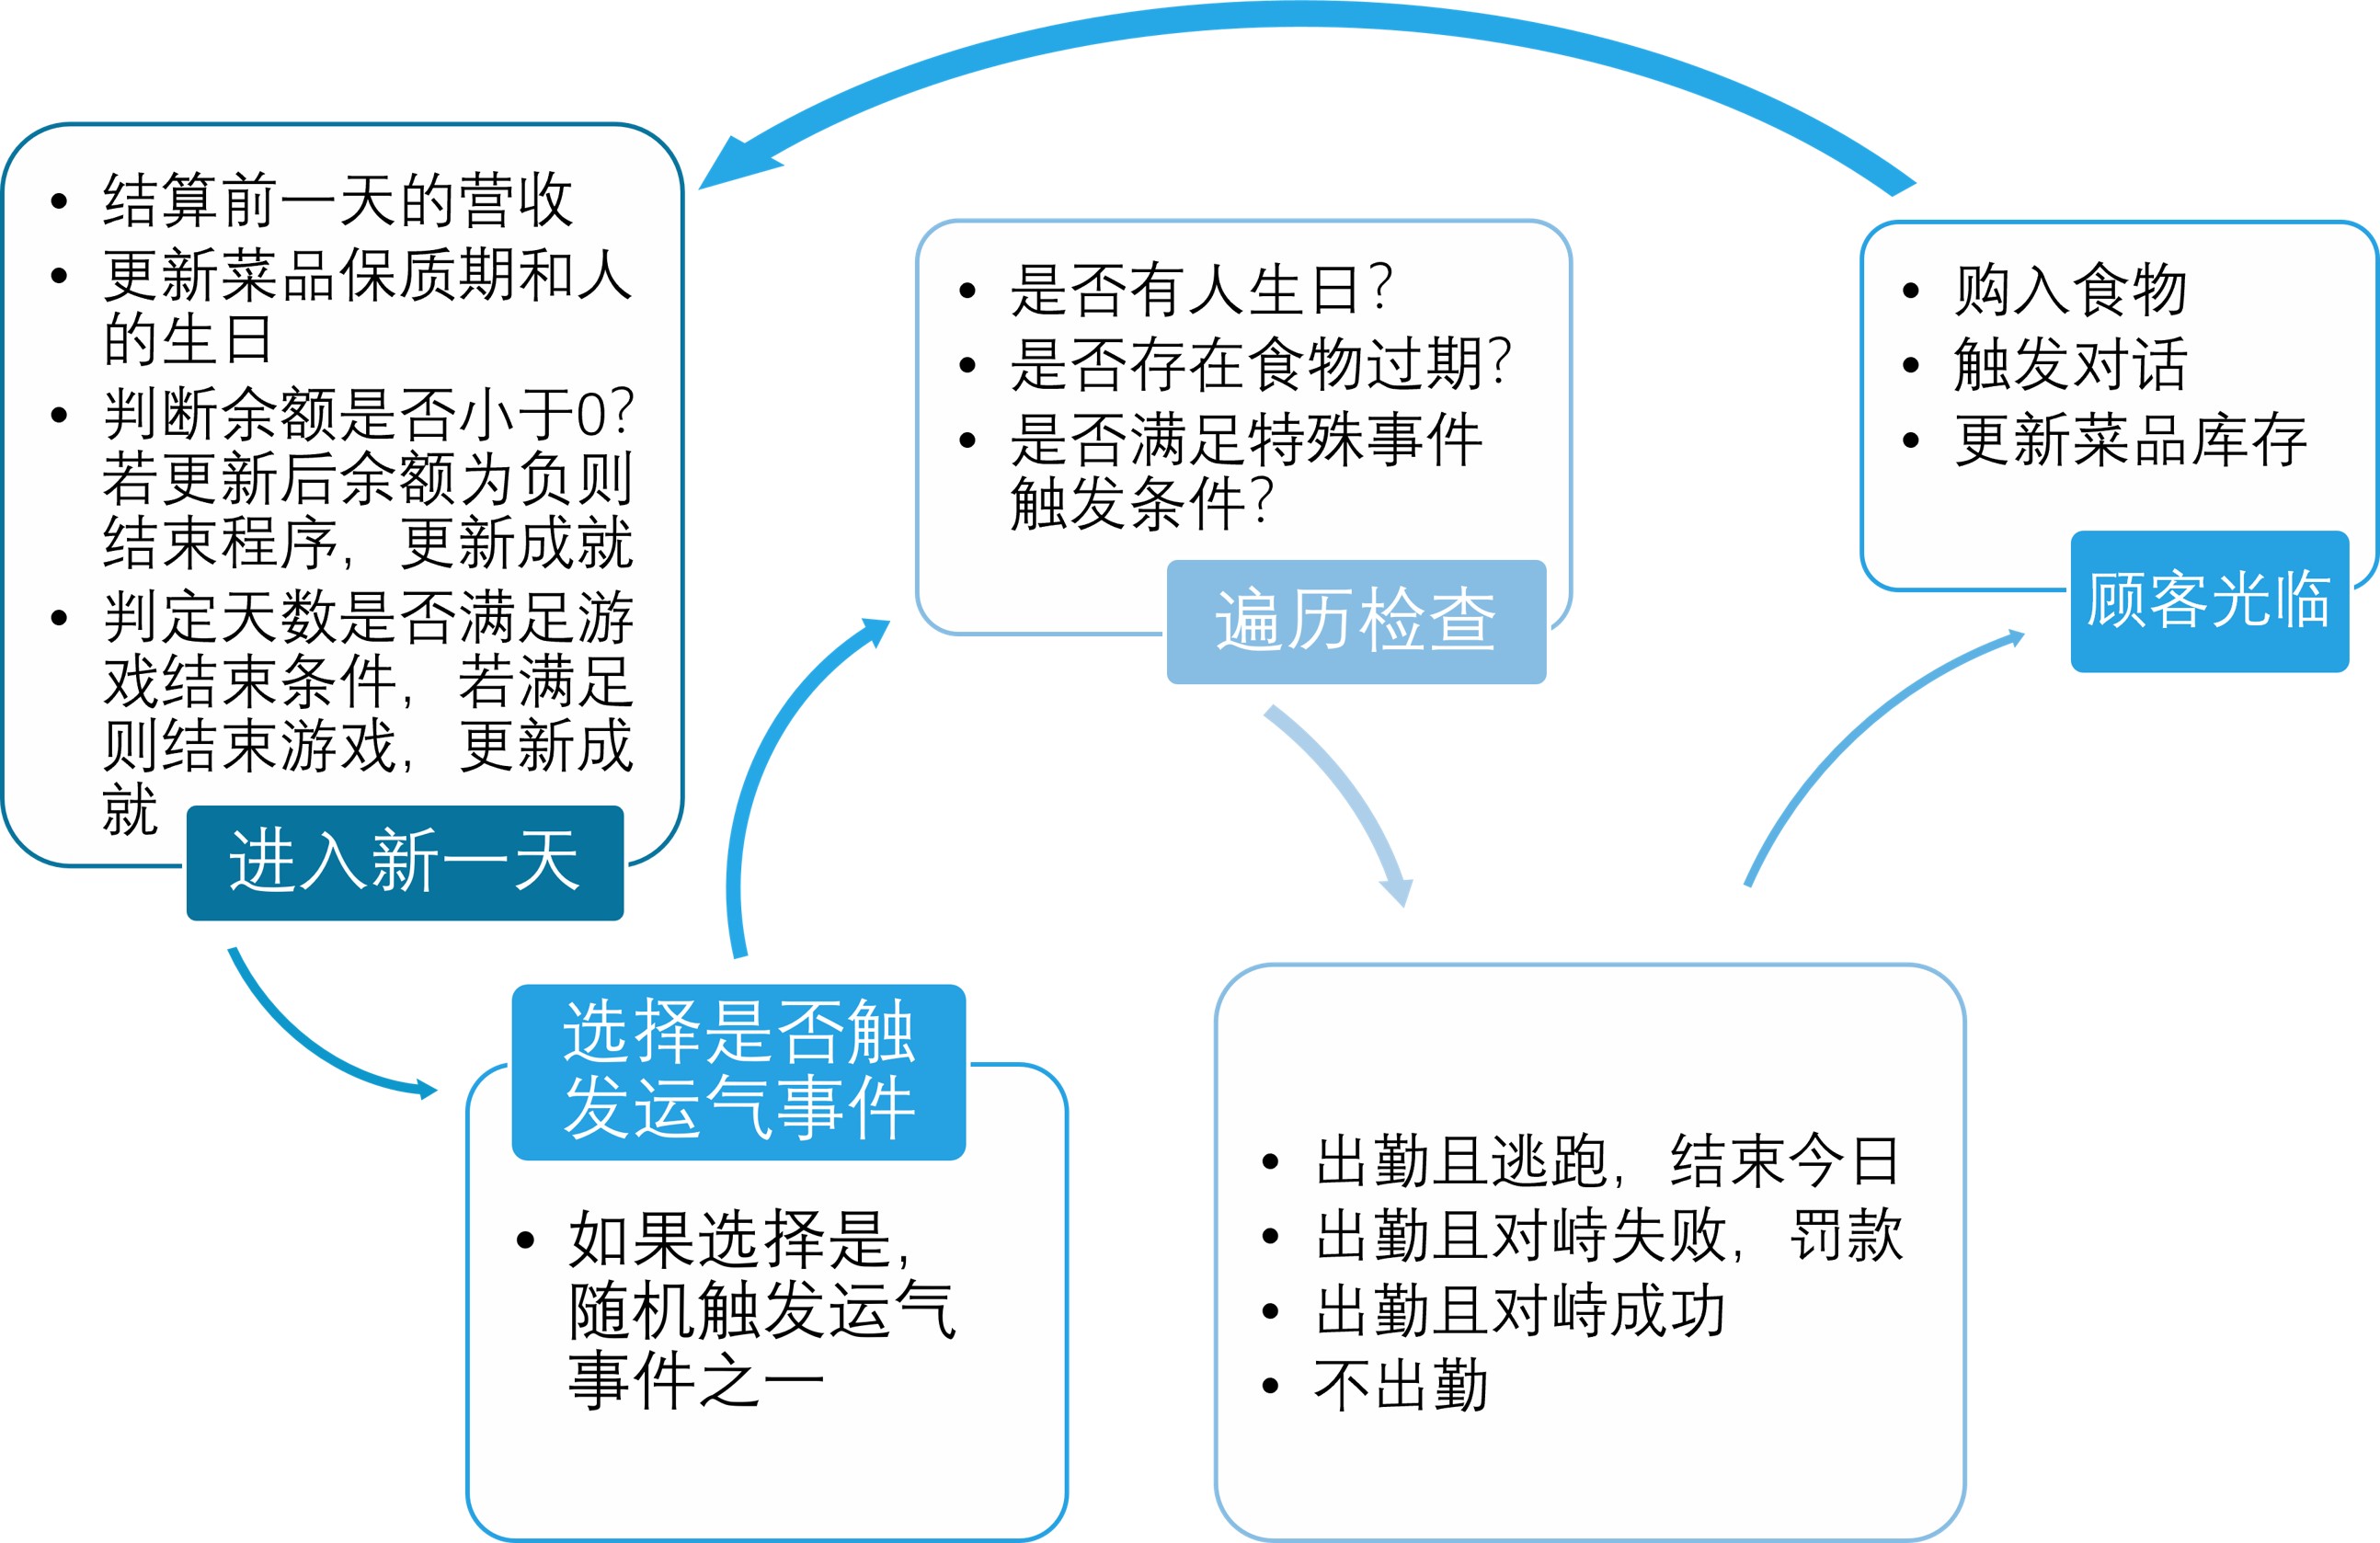 结算前一天的营收
更新菜品保质期和人
的生日
判断余额是否小于0？
若更新后余额为负则
结束程序，更新成就
判定天数是否满足游
戏结束条件，若满足
则结束游戏，更新成
就
进入新一天
选择是否触
发运气事件
如果选择是，
随机触发运气
事件之一
是否有人生日？
是否存在食物过期？
是否满足特殊事件
触发条件？
漏沏检查
出勤且逃跑，结束今日
出勤且对峙失败，罚款
出勤且对峙成功
不出勤
购入食物
触发对话
更新菜品库存
顾客光临